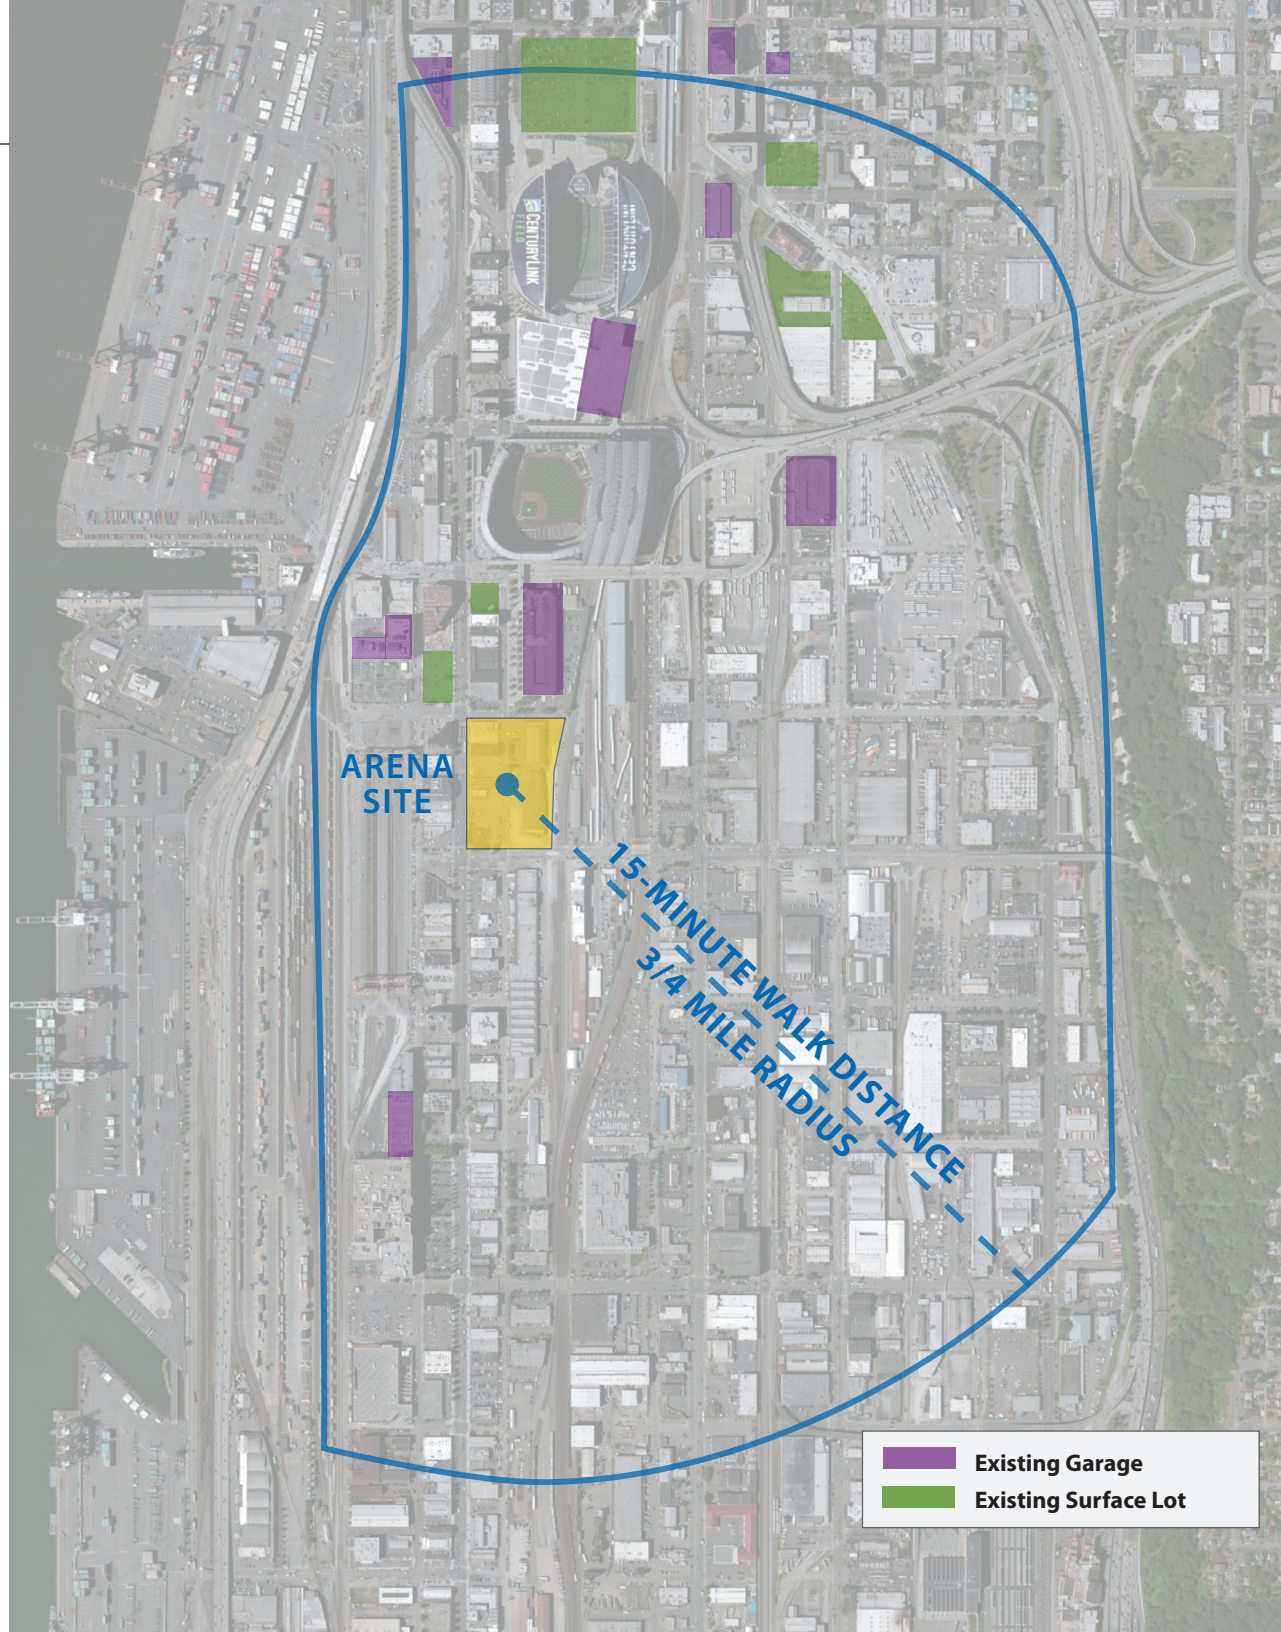 CENTURYLINK
FIELD
CENTURYLINK
ARENA
SITE
15-MINUTE WALK DISTANCE
3/4 MILE RADIUS
Existing Garage
Existing Surface Lot